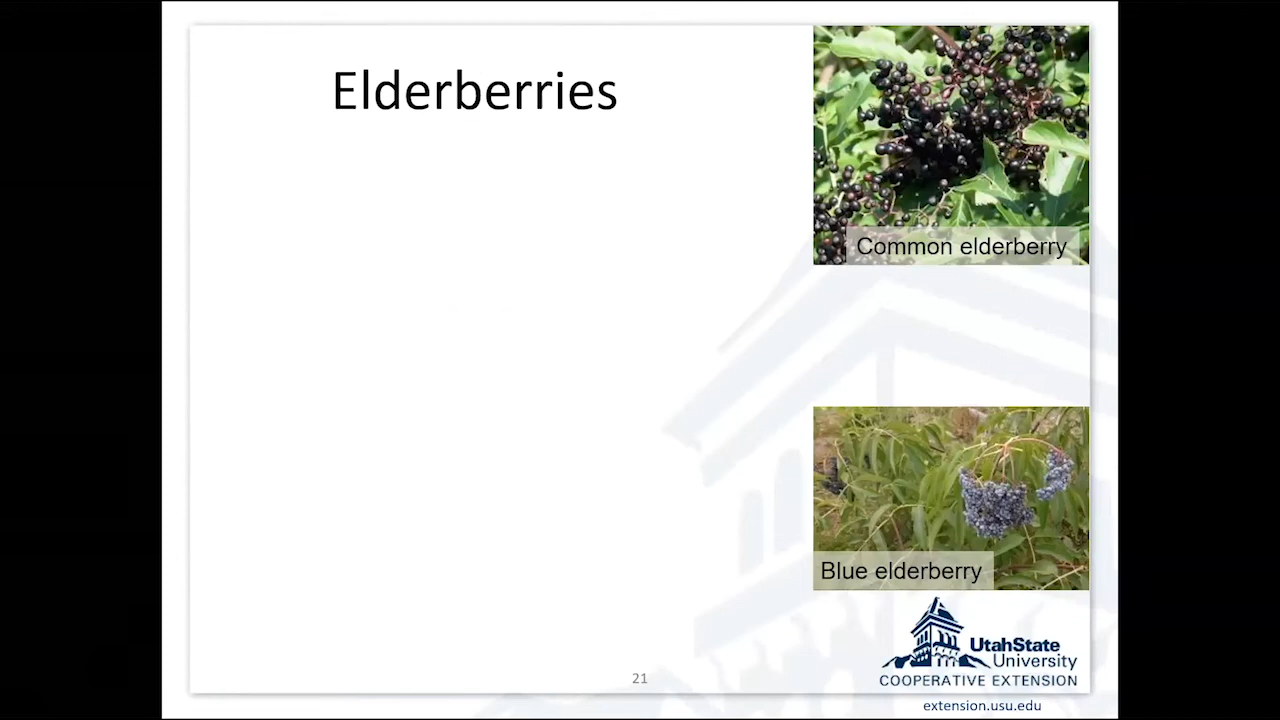 Elderberries
Common elderberry
Blue elderberry
UtahState
University
COOPERATIVE EXTENSION
21
extension.usu.edu